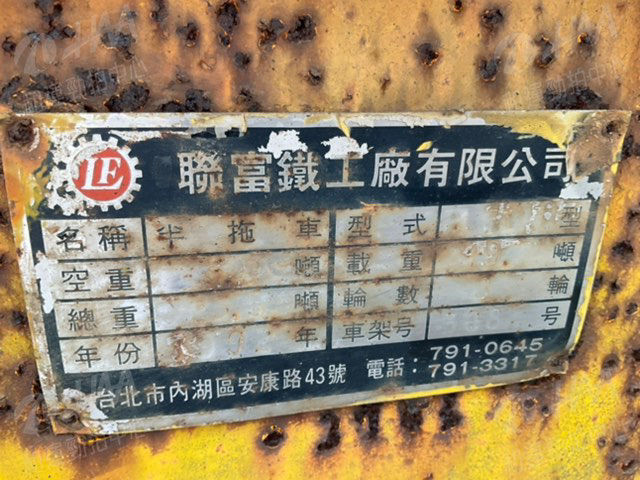 LE 聯富鐵工廠有限公司
名稱 半拖車 型式 型
空重 噸 載重 噸
總重 噸 輪數 輪
年份 年 車架号 号
台北市內湖區安康路43號 電話：791-0645
791-3317